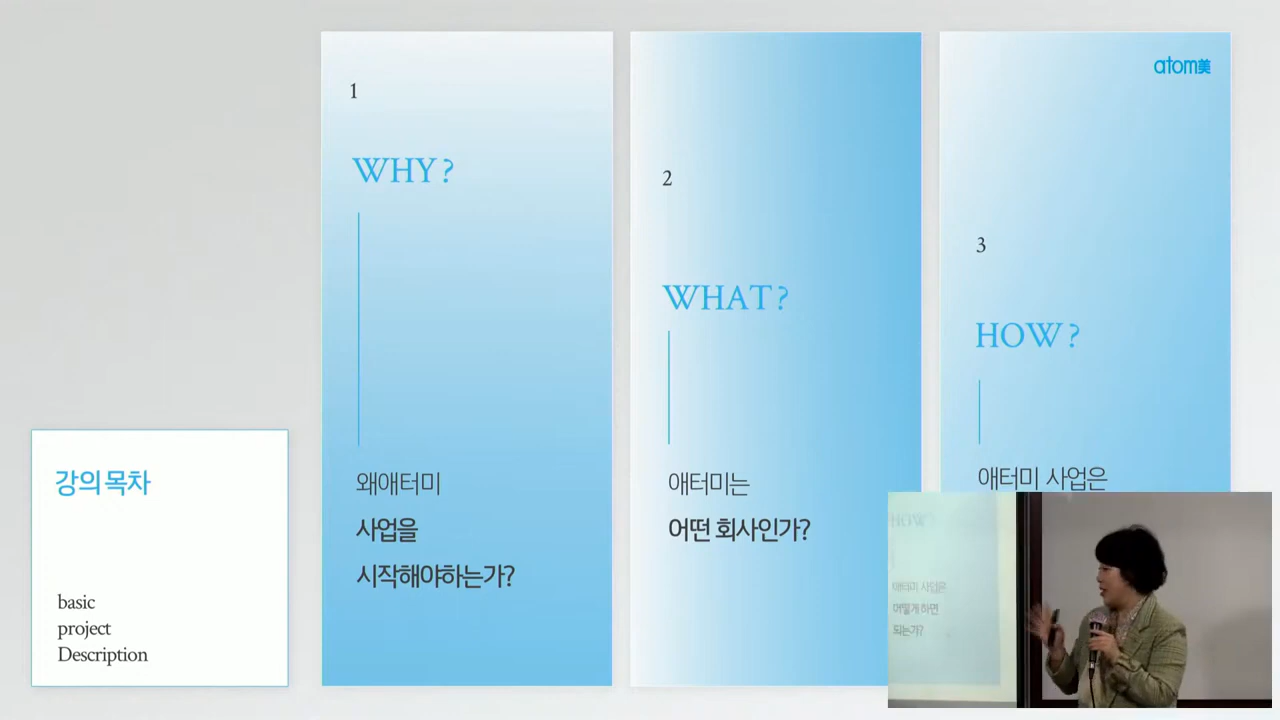 강의 목차
basic
project
Description
1
WHY?
왜애터미
사업을
시작해야하는가?
2
WHAT?
애터미는
어떤 회사인가?
atom美
3
HOW?
애터미 사업은
HOW?
애터미 사업은
어떻게 하면
되는가?